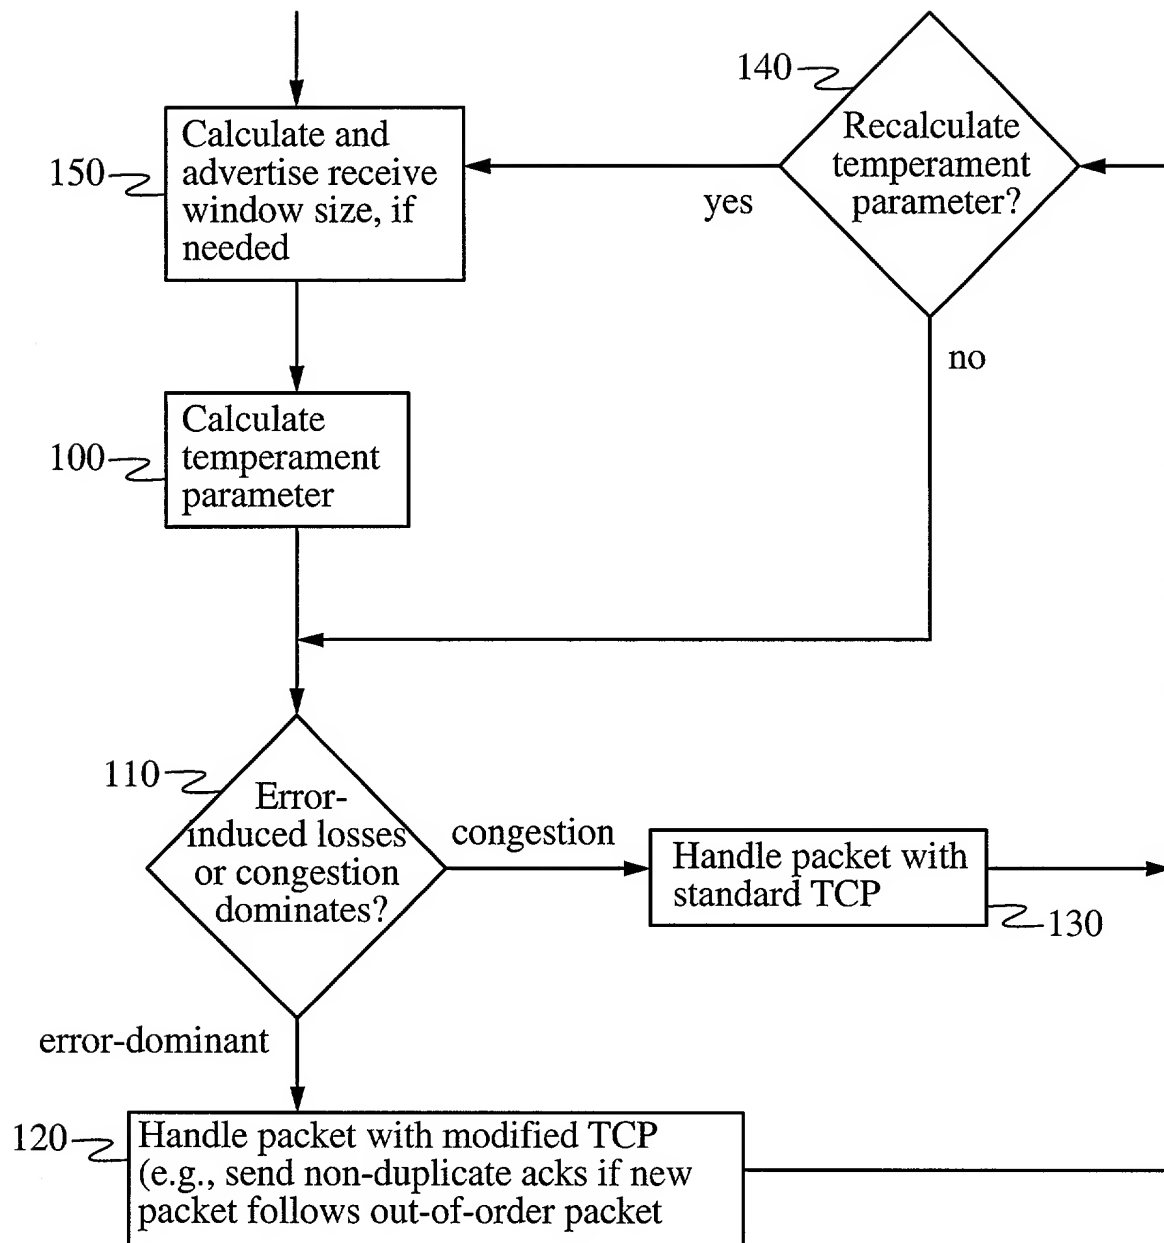 140
Recalculate
temperament
parameter?
150
Calculate and
advertise receive
window size, if
needed
yes
no
100
Calculate
temperament
parameter
110
Error-
induced losses
or congestion
dominates?
congestion
Handle packet with
standard TCP
130
error-dominant
120
Handle packet with modified TCP
(e.g., send non-duplicate acks if new
packet follows out-of-order packet